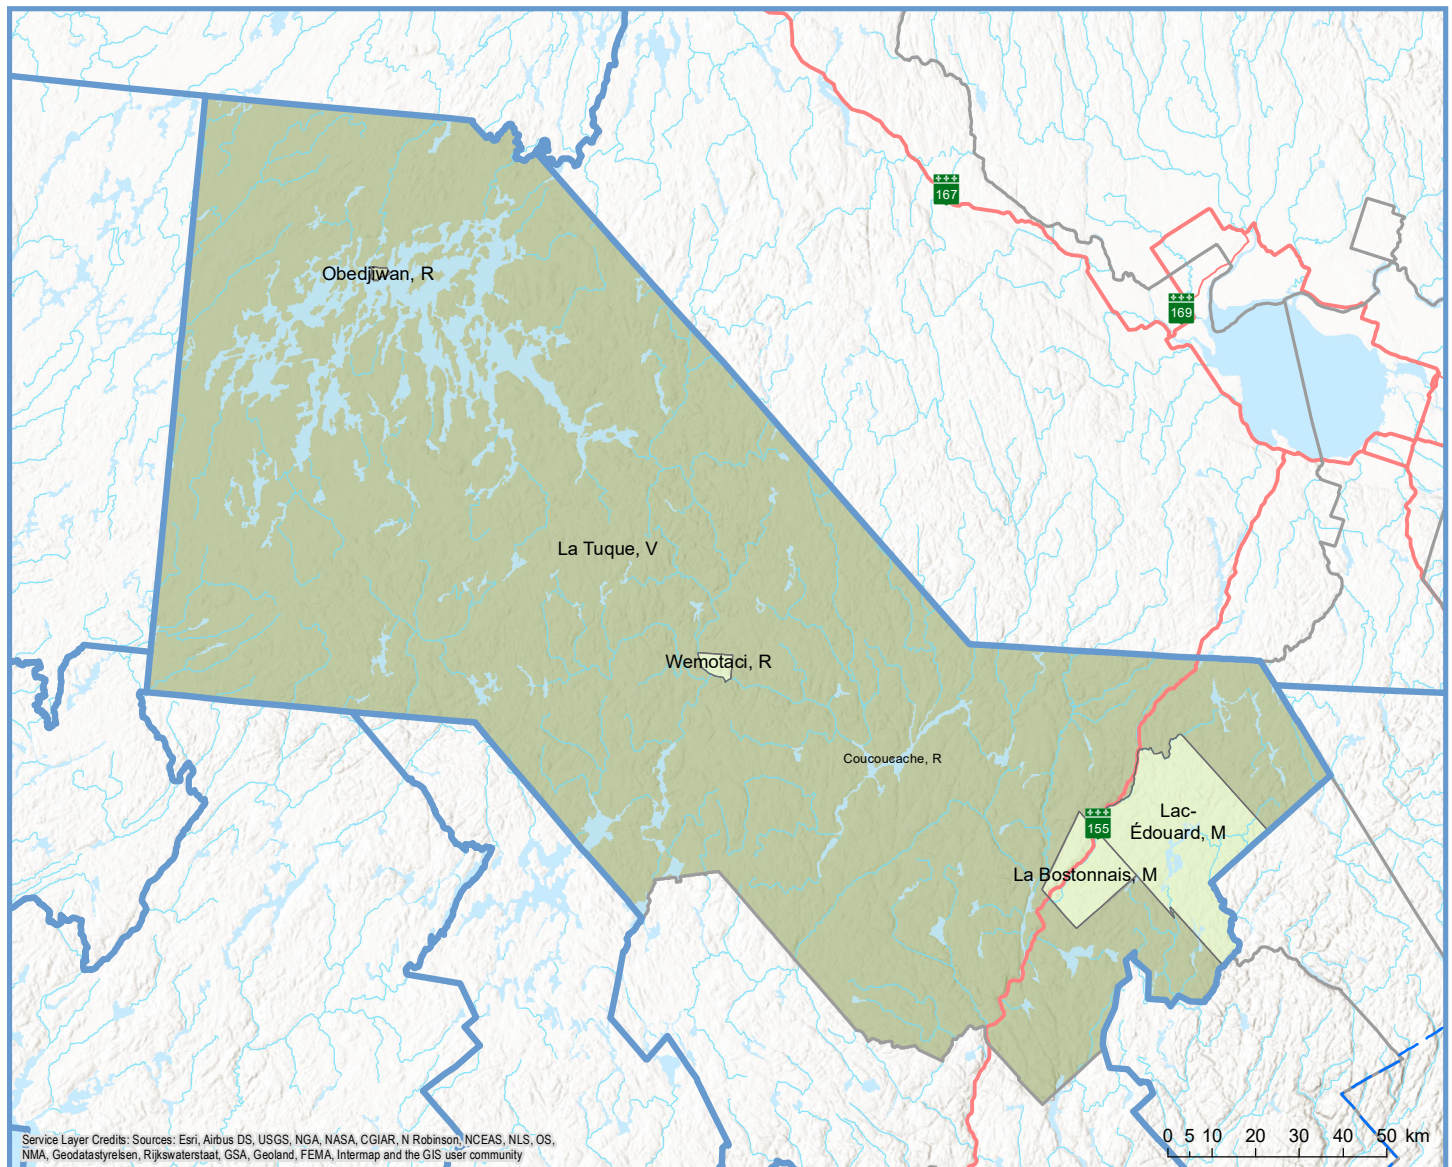 167
Obedjiwan, R
169
La Tuque, V
Wemotaci, R
Coucoucache, R
Lac-
Édouard, M
155
La Bostonnais, M
0 5 10 20 30 40 50 km
Service Layer Credits: Sources: Esri, Airbus DS, USGS, NGA, NASA, CGIAR, N Robinson, NCEAS, NLS, OS,
NMA, Geodatastyrelsen, Rijkswaterstaat, GSA, Geoland, FEMA, Intermap and the GIS user community